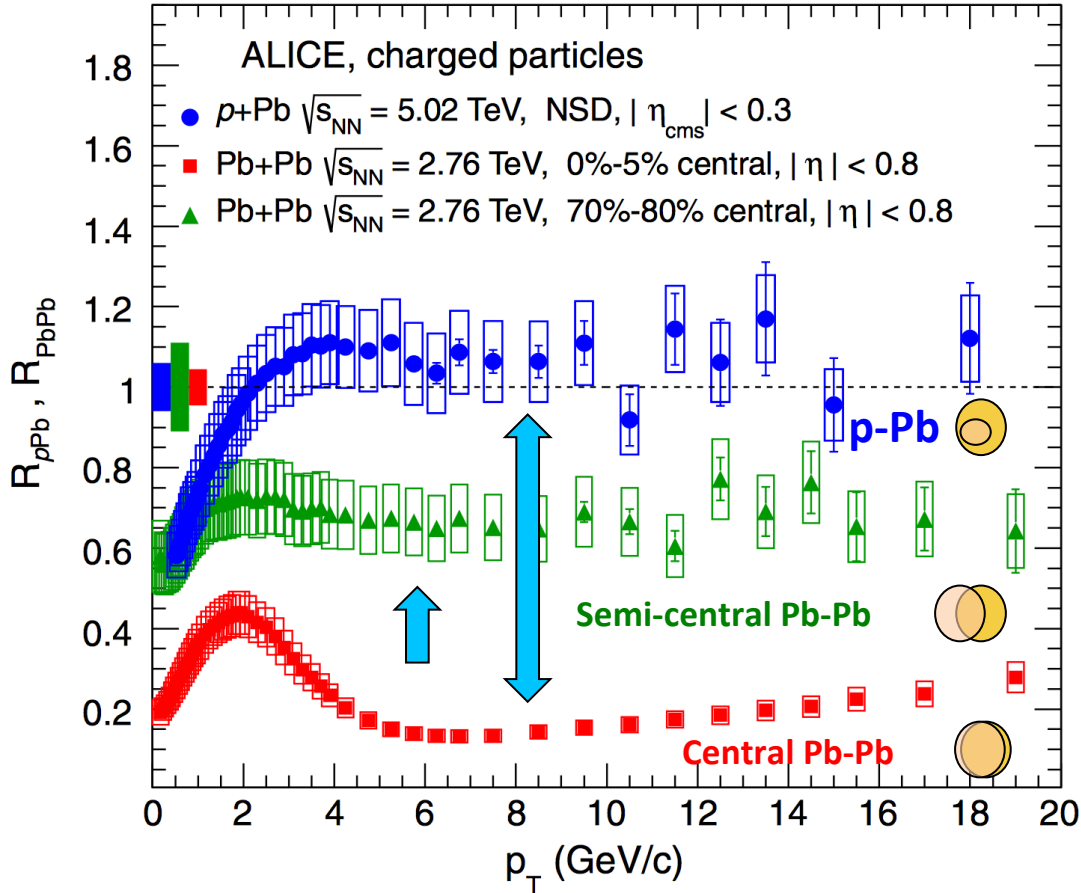 ALICE, charged particles
p+Pb √sNN = 5.02 TeV, NSD, | ηcms| < 0.3
Pb+Pb √sNN = 2.76 TeV, 0%-5% central, | η | < 0.8
Pb+Pb √sNN = 2.76 TeV, 70%-80% central, | η | < 0.8
RpPb , RPbPb
1.8
1.6
1.4
1.2
1
0.8
0.6
0.4
0.2
p-Pb
Semi-central Pb-Pb
Central Pb-Pb
0 2 4 6 8 10 12 14 16 18 20
pT (GeV/c)